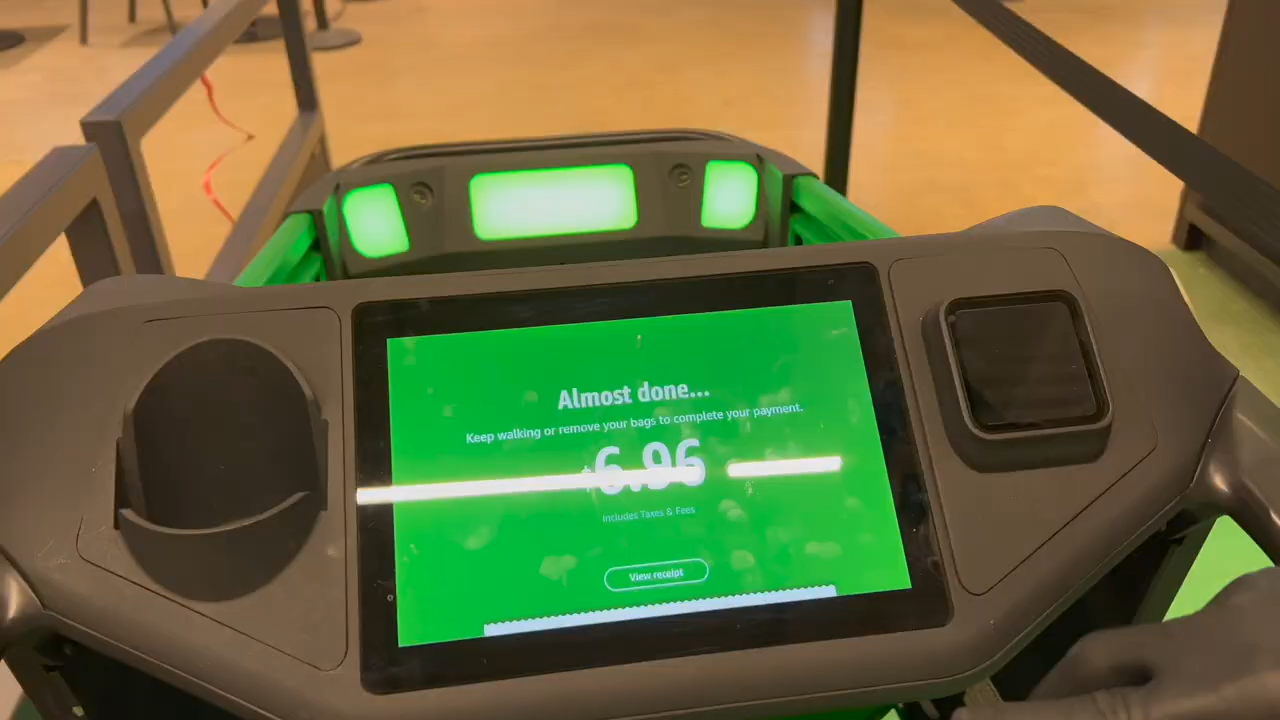 Almost done...
Keep walking or remove your bags to complete your payment.
$6.96
Includes Taxes & Fees
View receipt